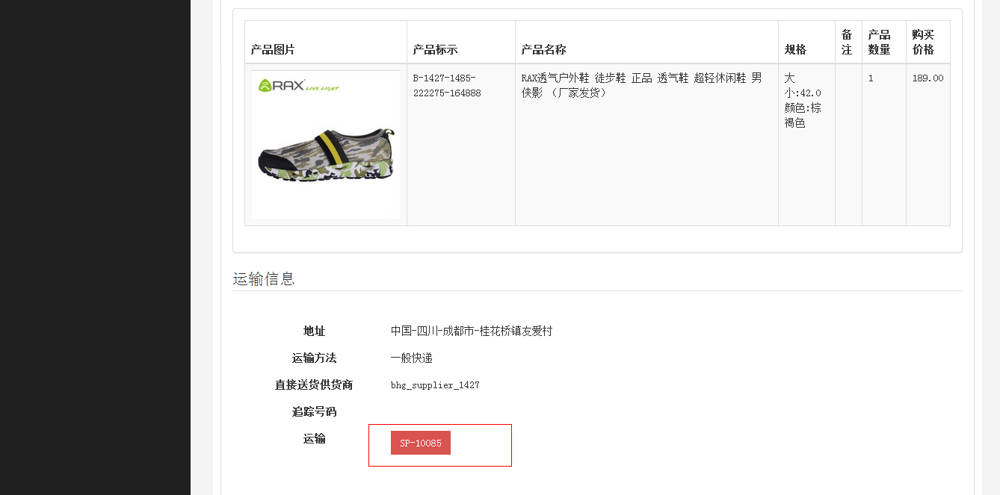 产品图片 产品标示 产品名称 规格 备注 产品数量 购买价格
RAX LIVE LIGHT
B-1427-1485-
222275-164888
RAX透气户外鞋 徒步鞋 正品 透气鞋 超轻休闲鞋 男
侠影 （厂家发货）
大
小:42.0
颜色:棕
褐色
1
189.00
运输信息
地址 中国-四川-成都市-桂花桥镇友爱村
运输方法 一般快递
直接送货供货商 bhg_supplier_1427
追踪号码
运输 SP-10085